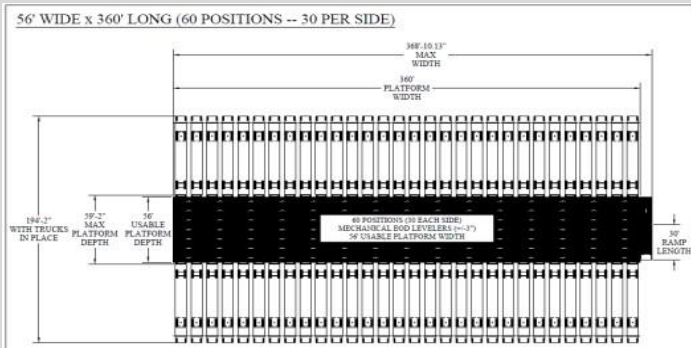 56' WIDE x 360' LONG (60 POSITIONS -- 30 PER SIDE)
368'-10.13"
MAX
WIDTH
360'
PLATFORM
WIDTH
194'-2"
WITH TRUCKS
IN PLACE
59'-2"
MAX
PLATFORM
DEPTH
56'
USABLE
PLATFORM
DEPTH
60 POSITIONS (30 EACH SIDE)
MECHANICAL EOD LEVELERS (+/-3")
56' USABLE PLATFORM WIDTH
30'
RAMP
LENGTH